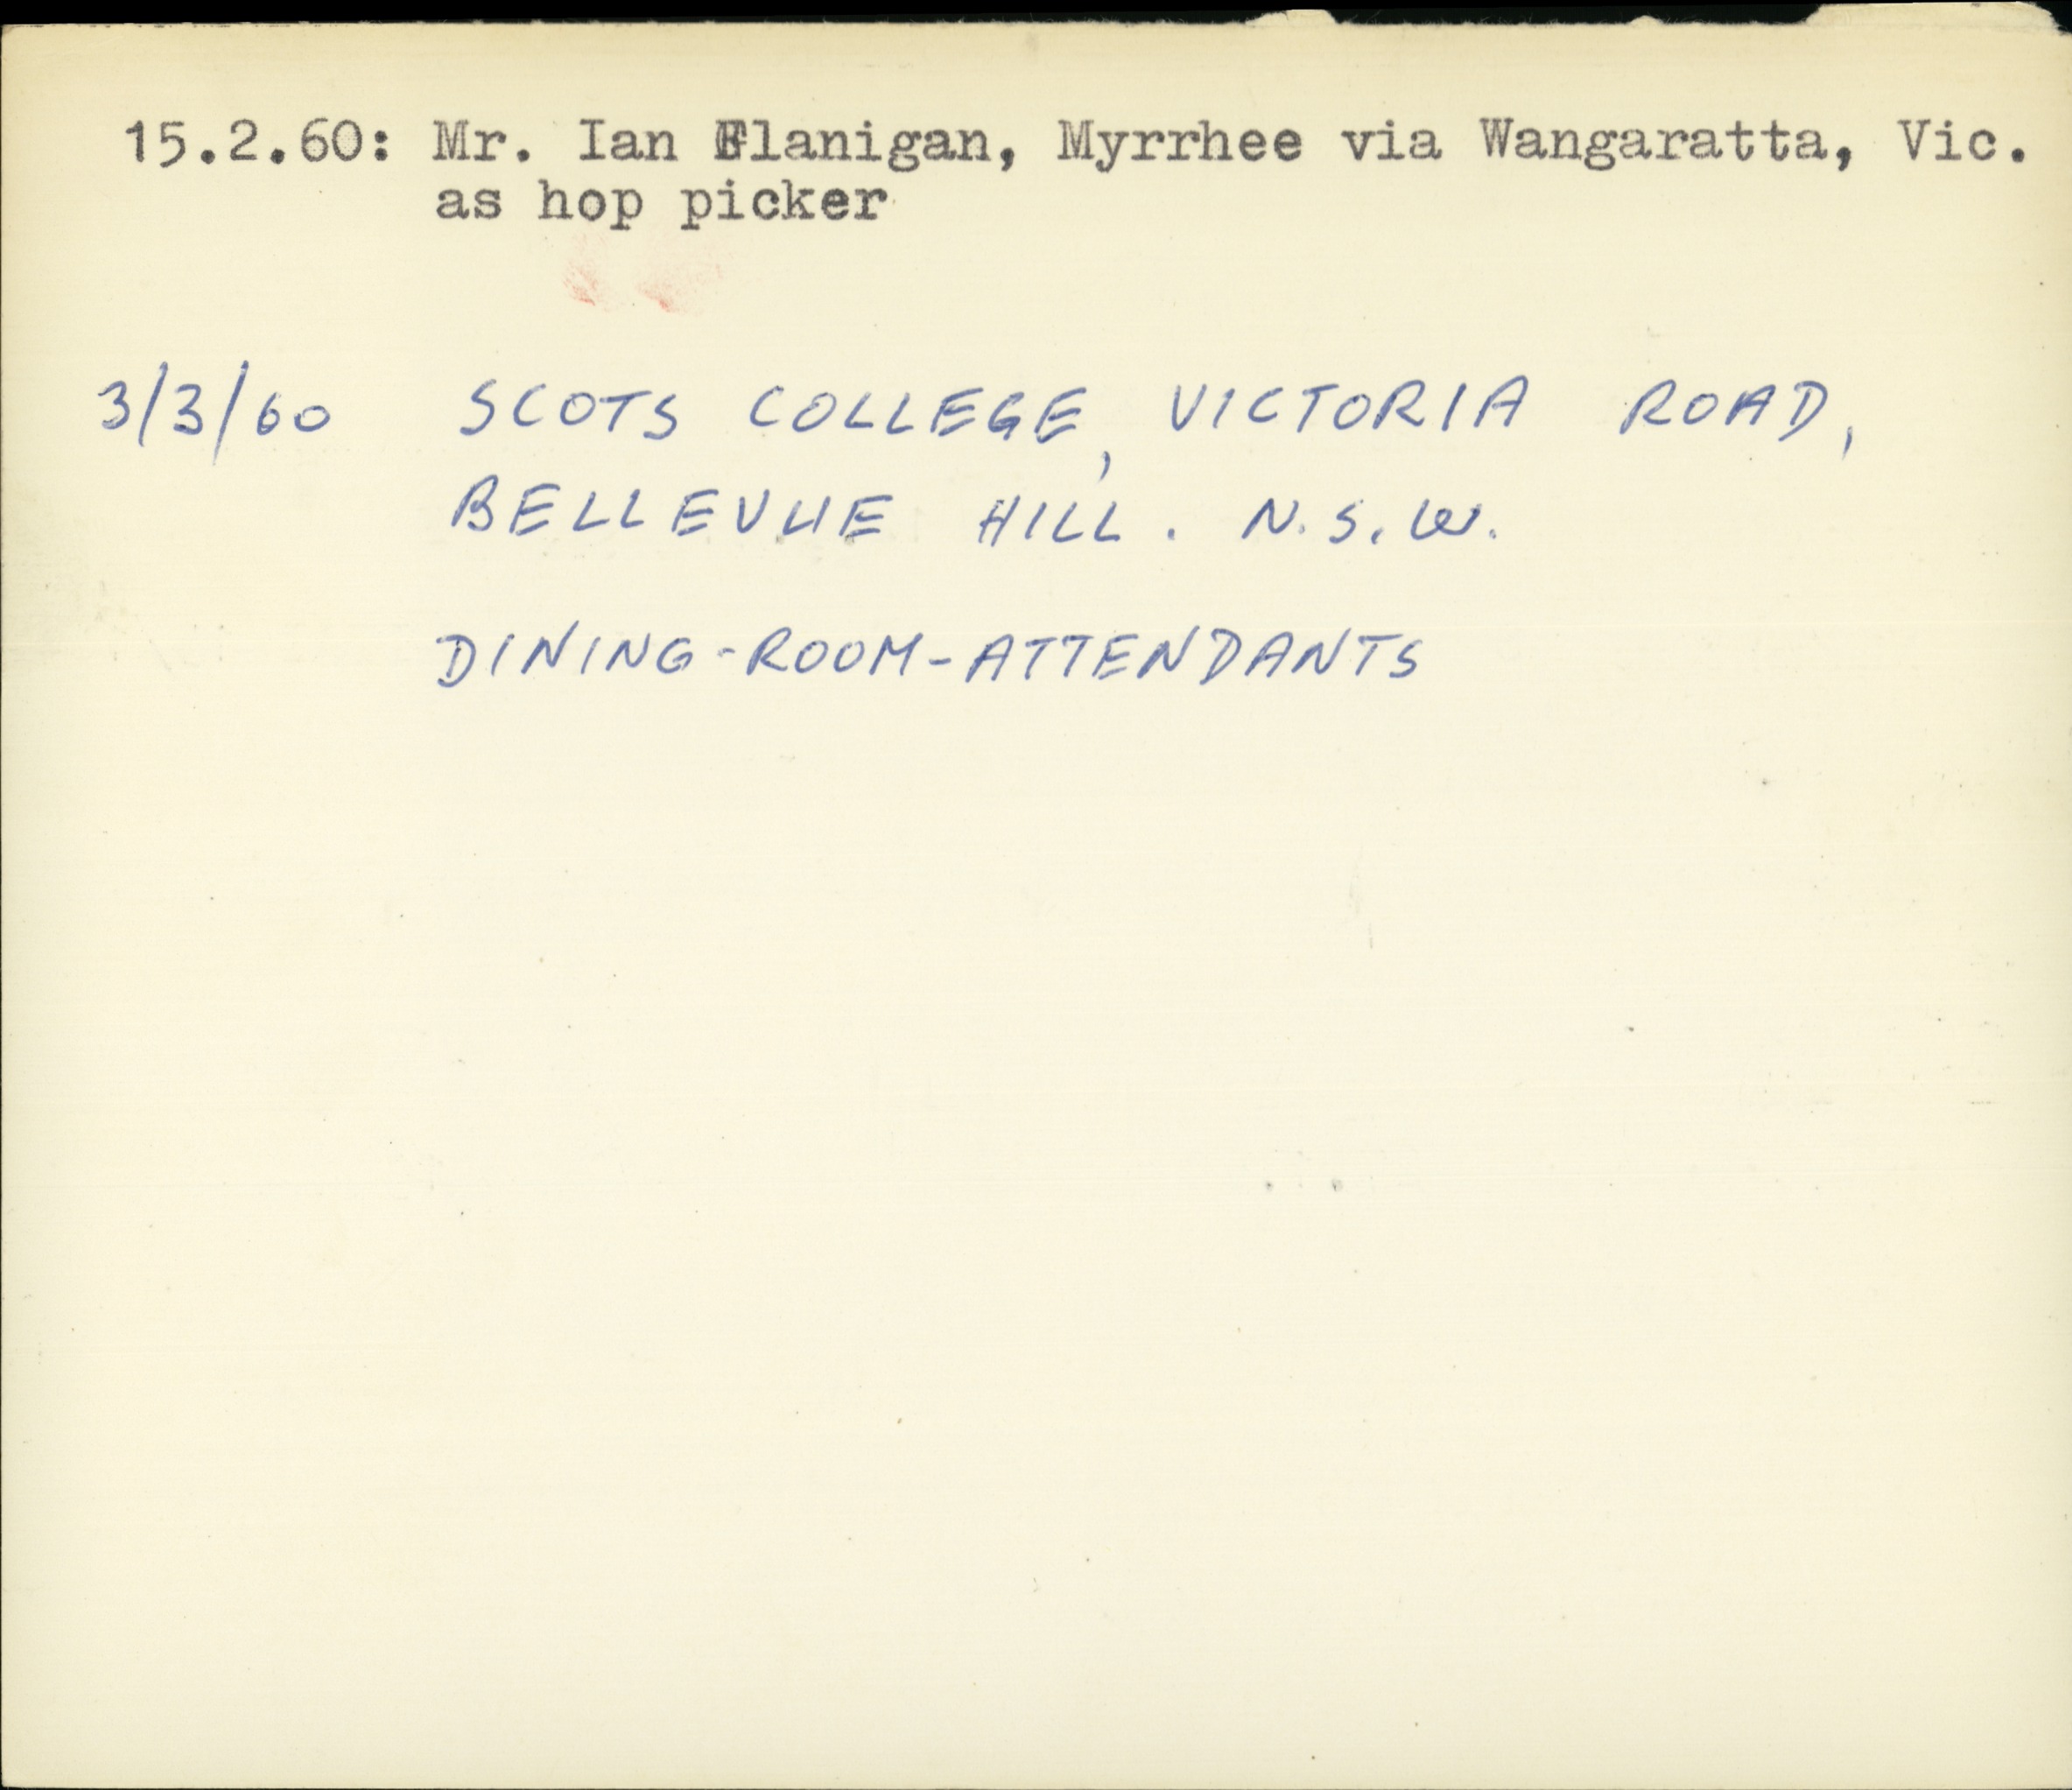 15.2.60: Mr. Ian Flanigan, Myrrhee via Wangaratta, Vic.
as hop picker
3/3/60 SCOTS COLLEGE, VICTORIA ROAD,
BELLEVUE HILL. N.S.W.
DINING-ROOM-ATTENDANTS